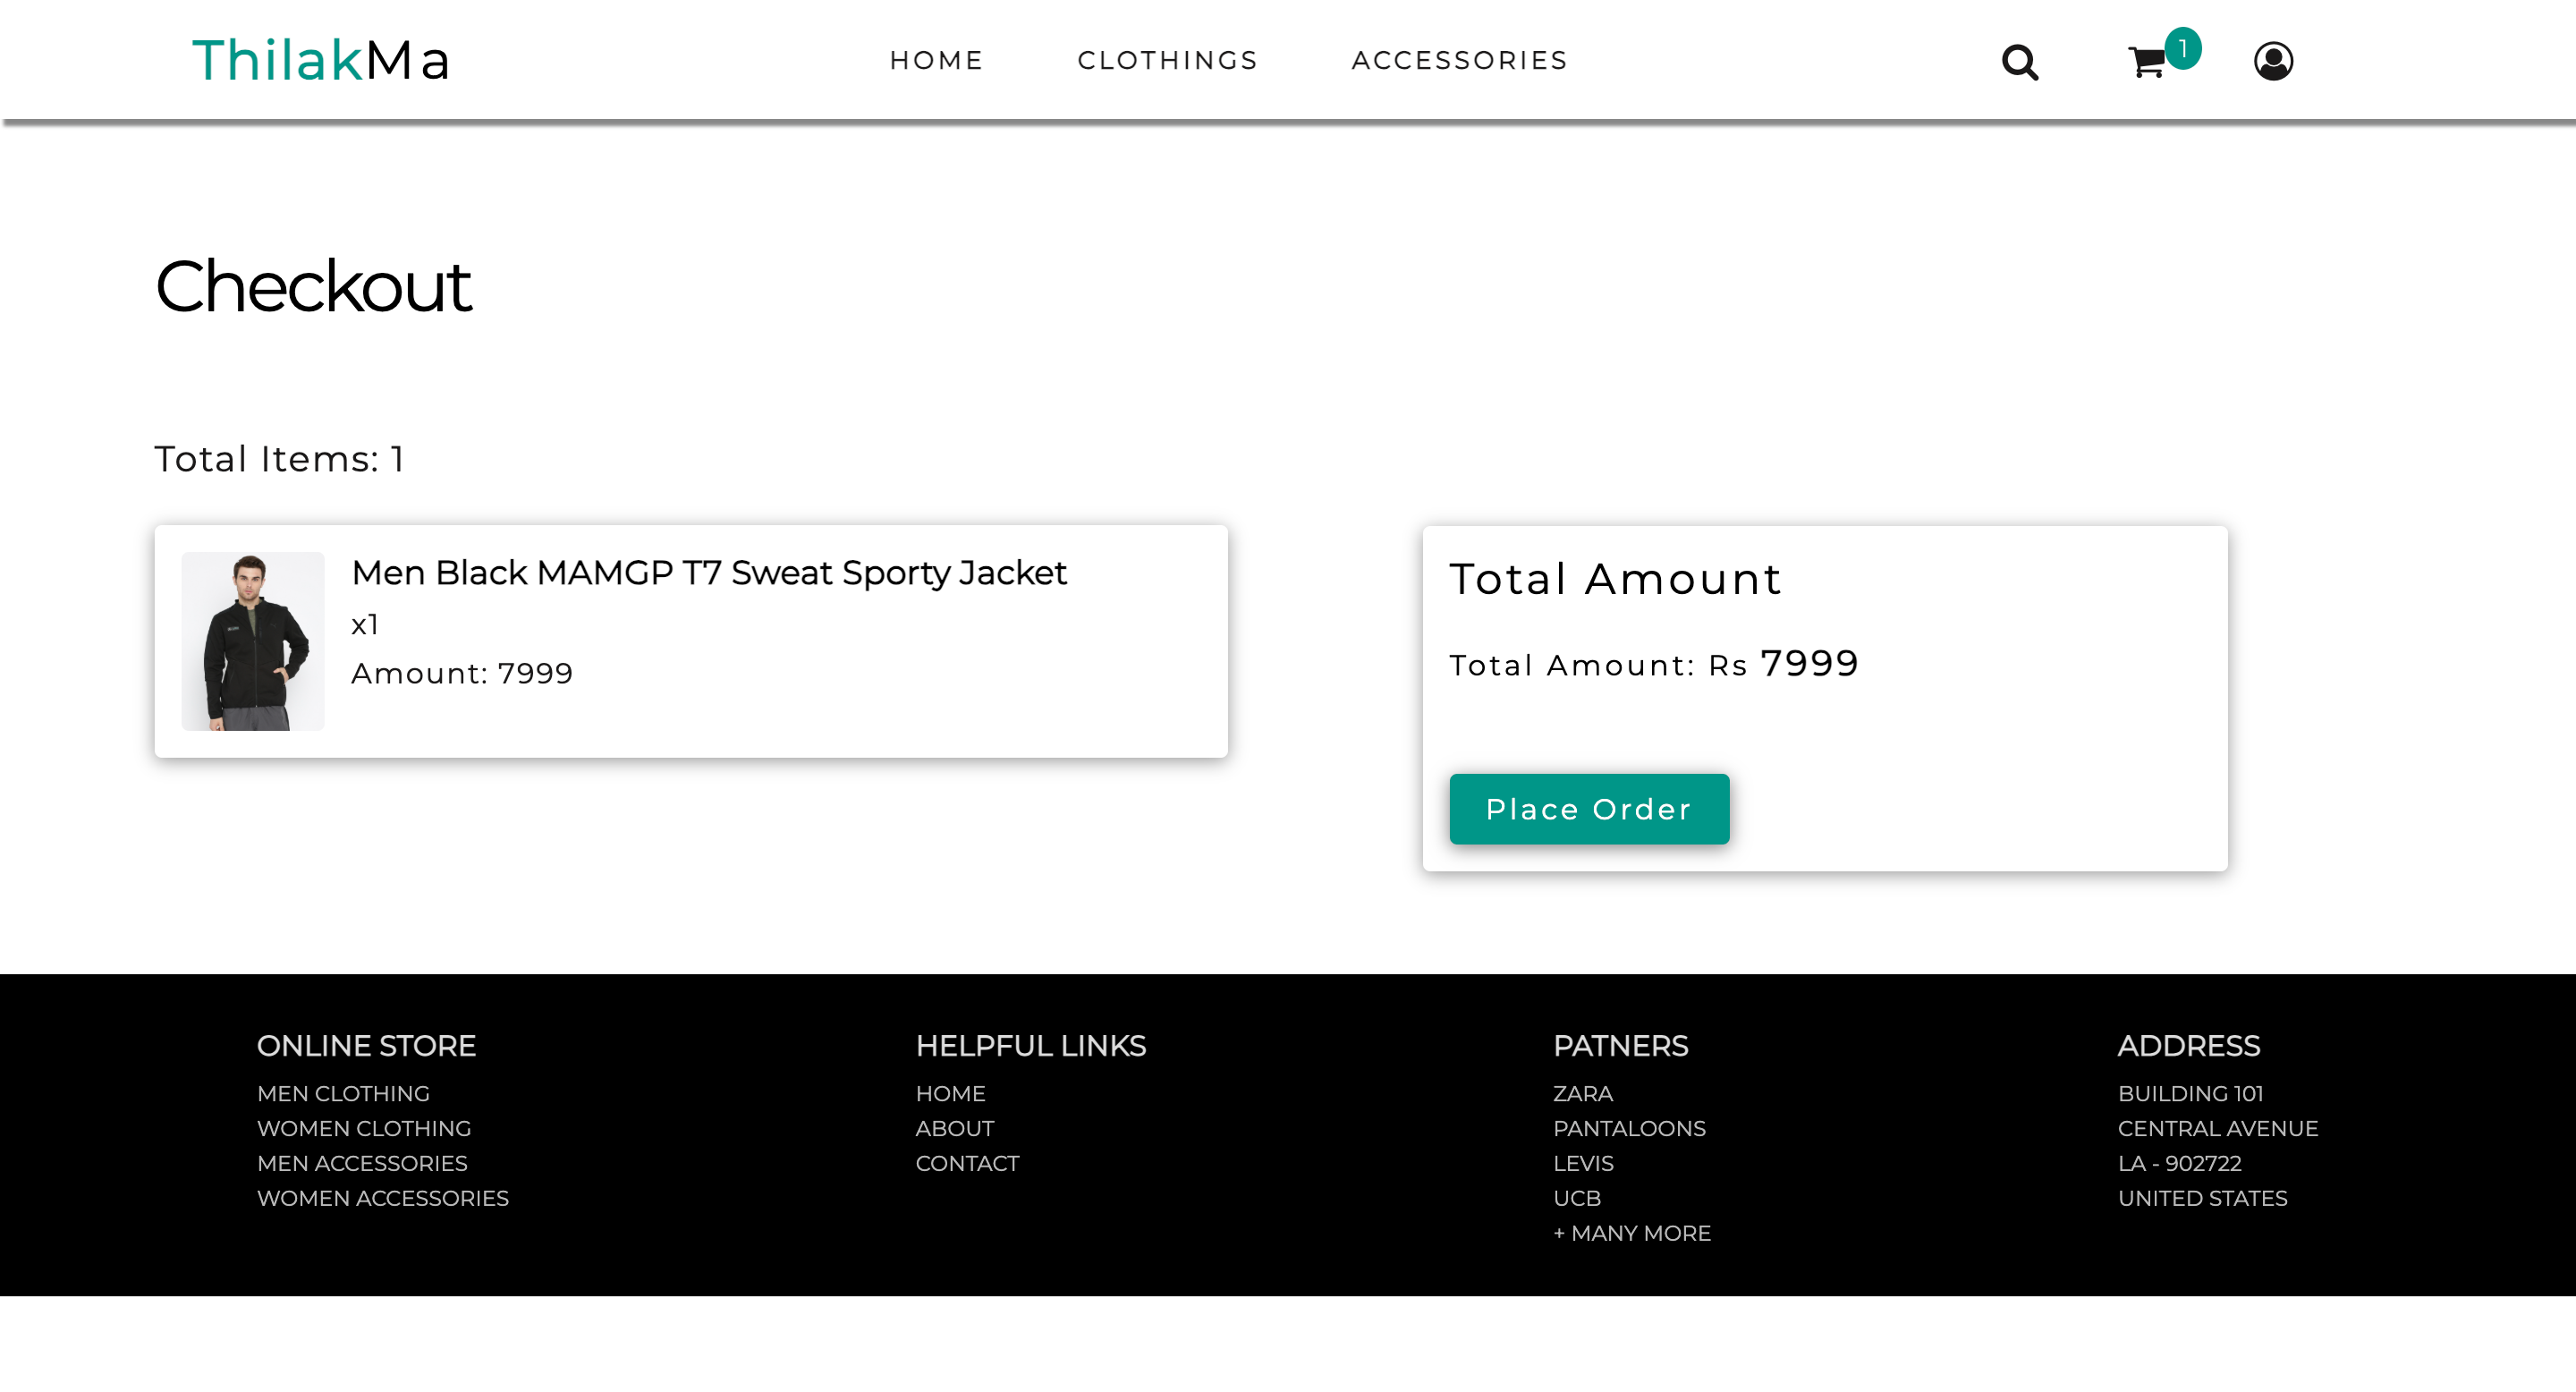 ThilakMa
HOME
CLOTHINGS
ACCESSORIES
1
Checkout
Total Items: 1
Men Black MAMGP T7 Sweat Sporty Jacket
x1
Amount: 7999
Total Amount
Total Amount: Rs 7999
Place Order
ONLINE STORE
MEN CLOTHING
WOMEN CLOTHING
MEN ACCESSORIES
WOMEN ACCESSORIES
HELPFUL LINKS
HOME
ABOUT
CONTACT
PATNERS
ZARA
PANTALOONS
LEVIS
UCB
+ MANY MORE
ADDRESS
BUILDING 101
CENTRAL AVENUE
LA - 902722
UNITED STATES